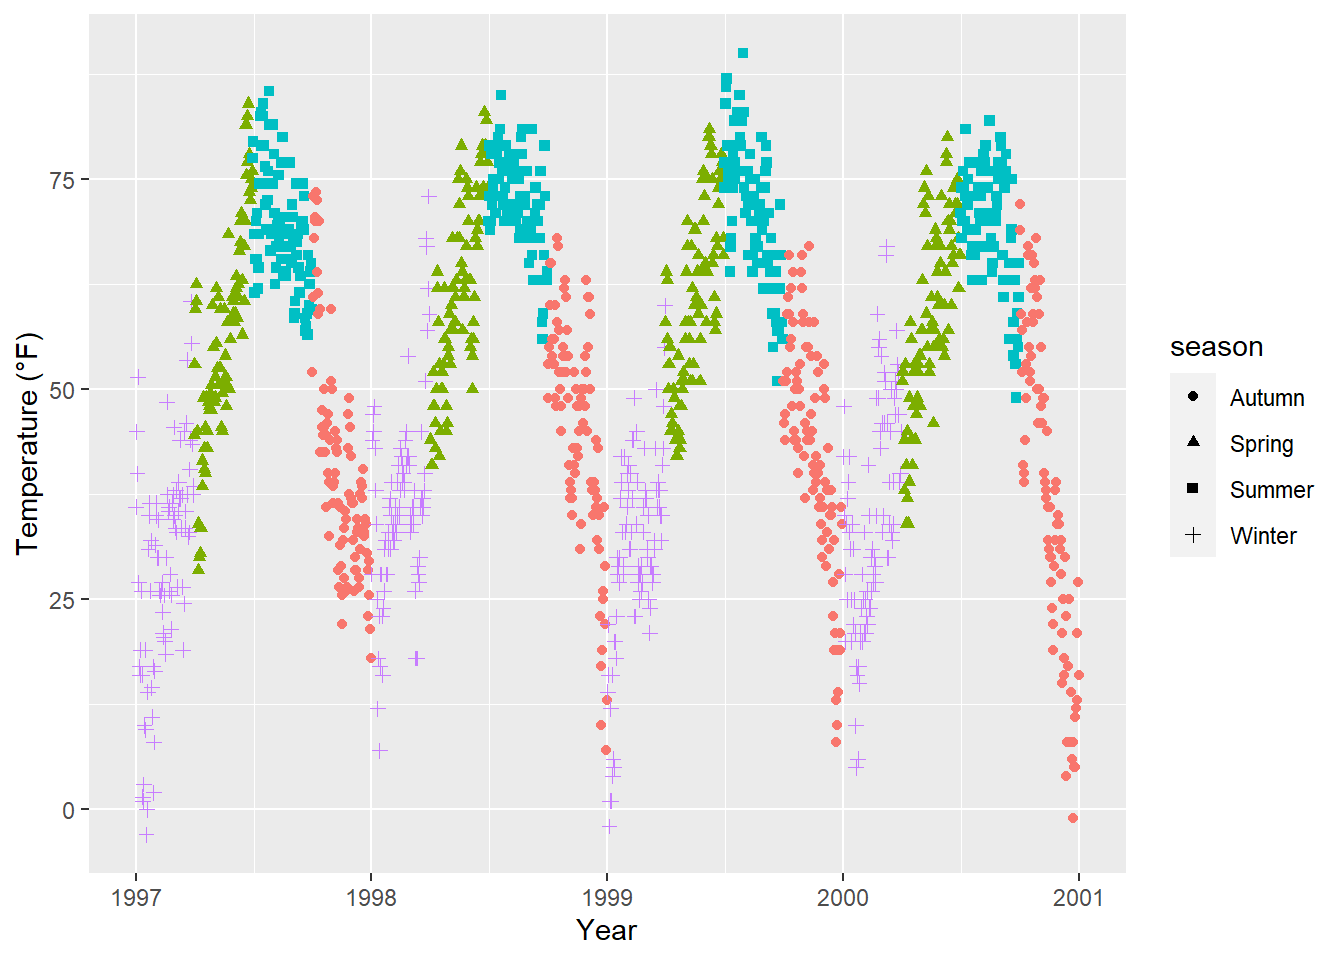 75
50
25
0
Temperature (°F)
1997
1998
1999
2000
2001
Year
season
Autumn
Spring
Summer
Winter